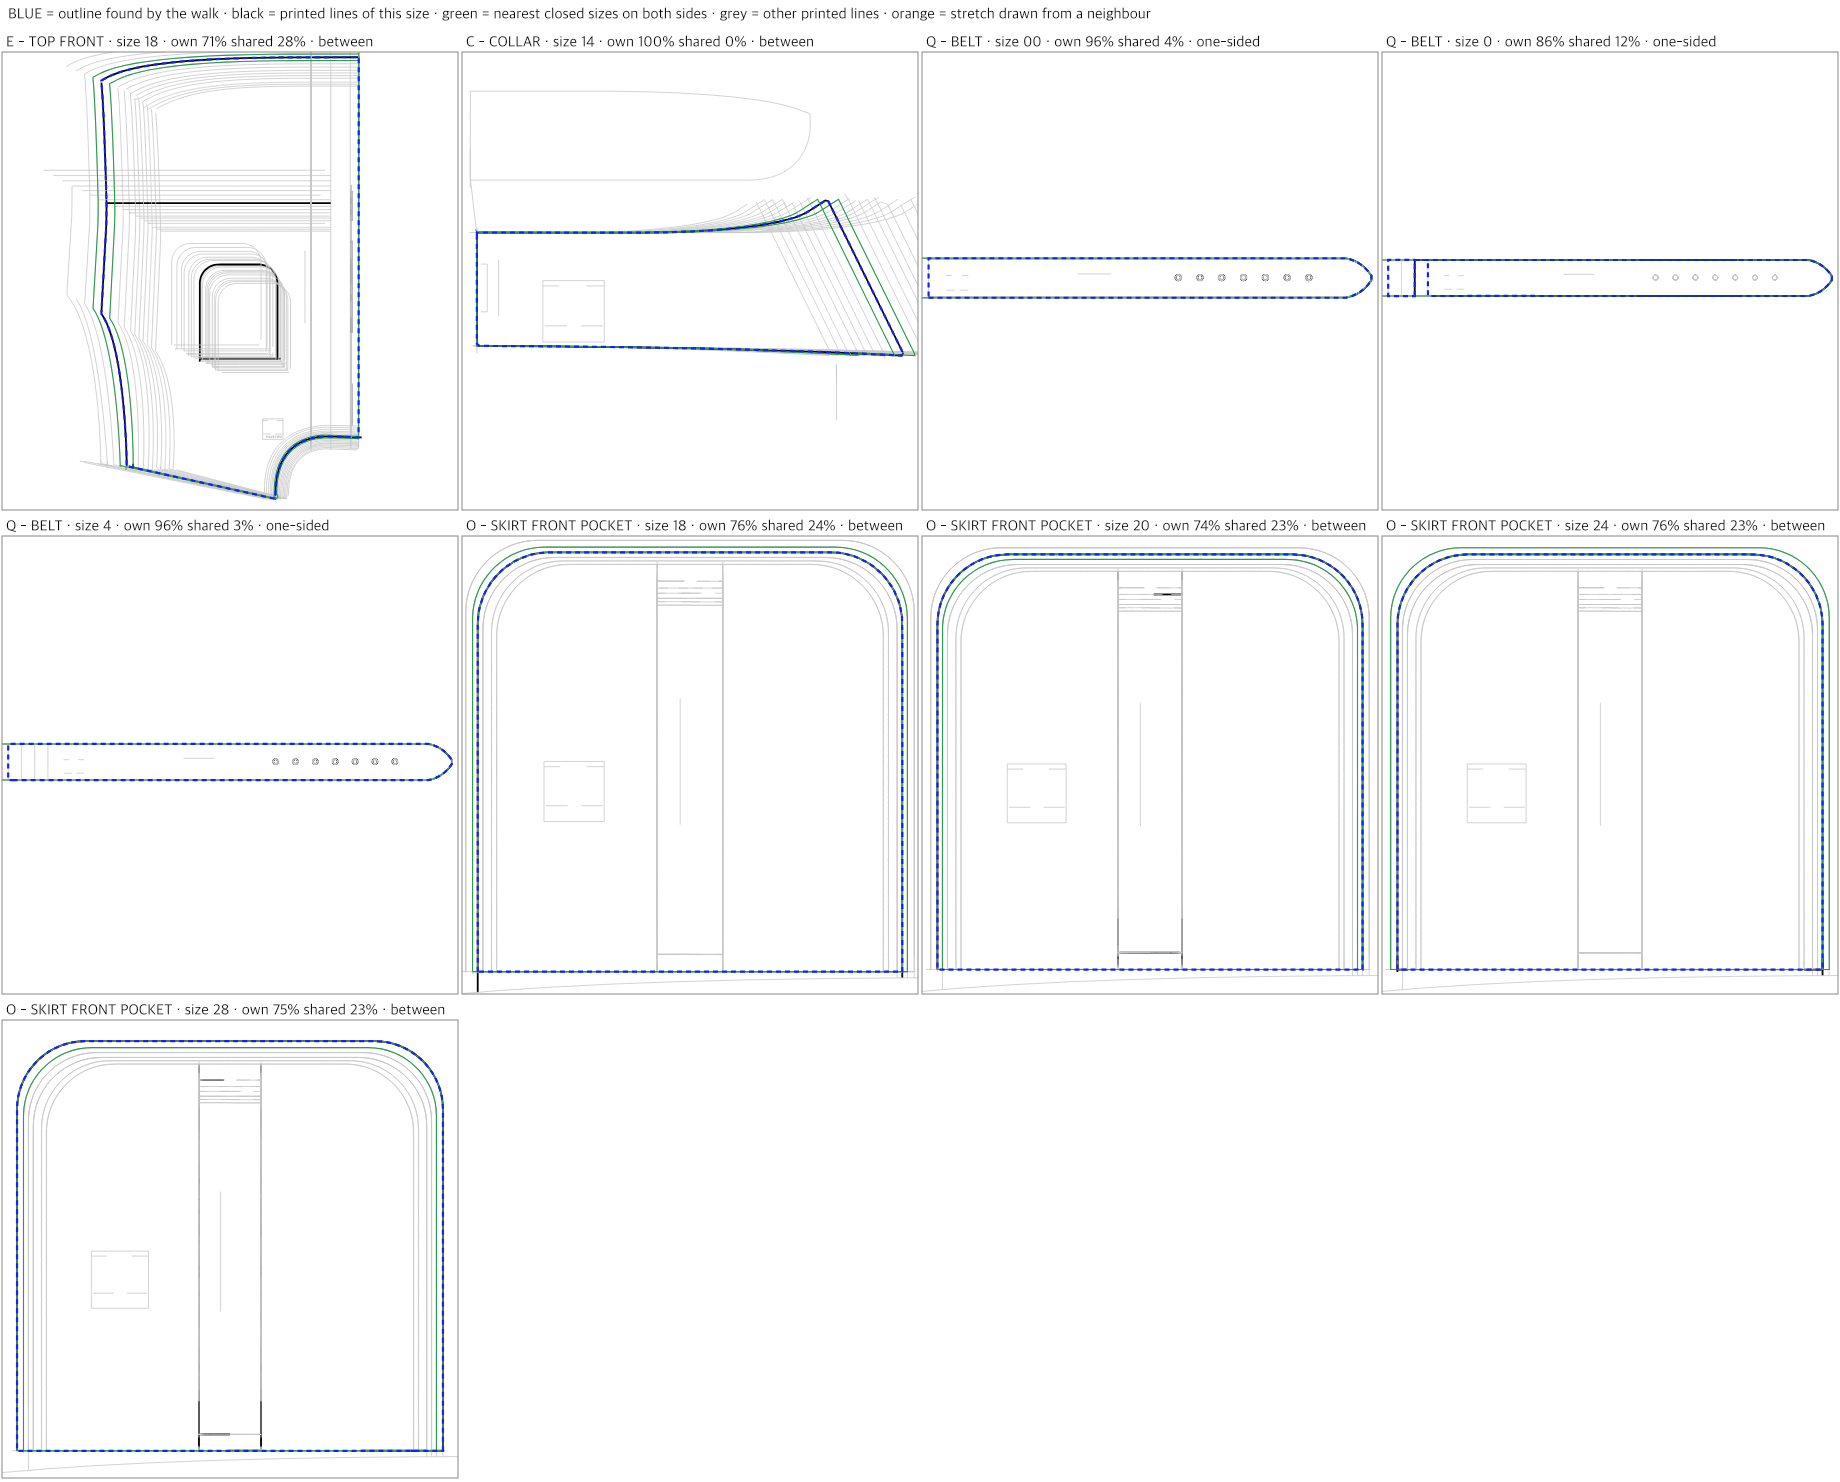 BLUE = outline found by the walk · black = printed lines of this size · green = nearest closed sizes on both sides · grey = other printed lines · orange = stretch drawn from a neighbour
E – TOP FRONT · size 18 · own 71% shared 28% · between
C – COLLAR · size 14 · own 100% shared 0% · between
Q – BELT · size 00 · own 96% shared 4% · one-sided
Q – BELT · size 0 · own 86% shared 12% · one-sided
Q – BELT · size 4 · own 96% shared 3% · one-sided
O – SKIRT FRONT POCKET · size 18 · own 76% shared 24% · between
O – SKIRT FRONT POCKET · size 20 · own 74% shared 23% · between
O – SKIRT FRONT POCKET · size 24 · own 76% shared 23% · between
O – SKIRT FRONT POCKET · size 28 · own 75% shared 23% · between